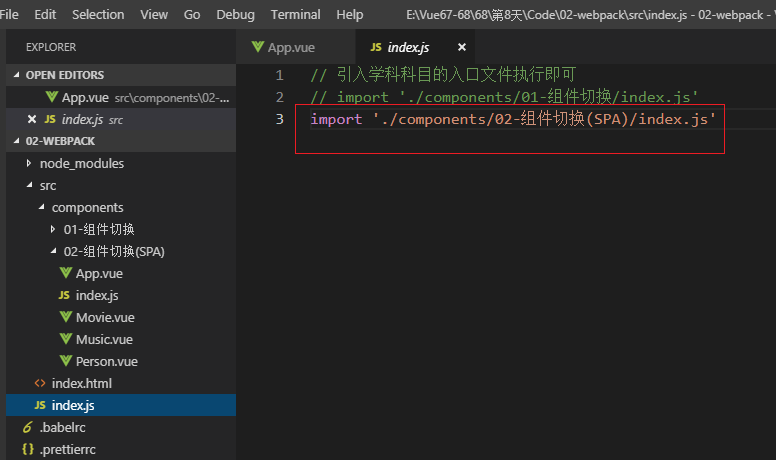 File Edit Selection View Go Debug Terminal Help E:\Vue67-68\68\第8天\Code\02-webpack\src\index.js - 02-webpack -
EXPLORER
OPEN EDITORS
App.vue src\components\02-...
index.js src
02-WEBPACK
node_modules
src
components
01-组件切换
02-组件切换(SPA)
App.vue
index.js
Movie.vue
Music.vue
Person.vue
index.html
index.js
.babelrc
.prettierrc
App.vue index.js
1 // 引入学科科目的入口文件执行即可
2 // import './components/01-组件切换/index.js'
3 import './components/02-组件切换(SPA)/index.js'